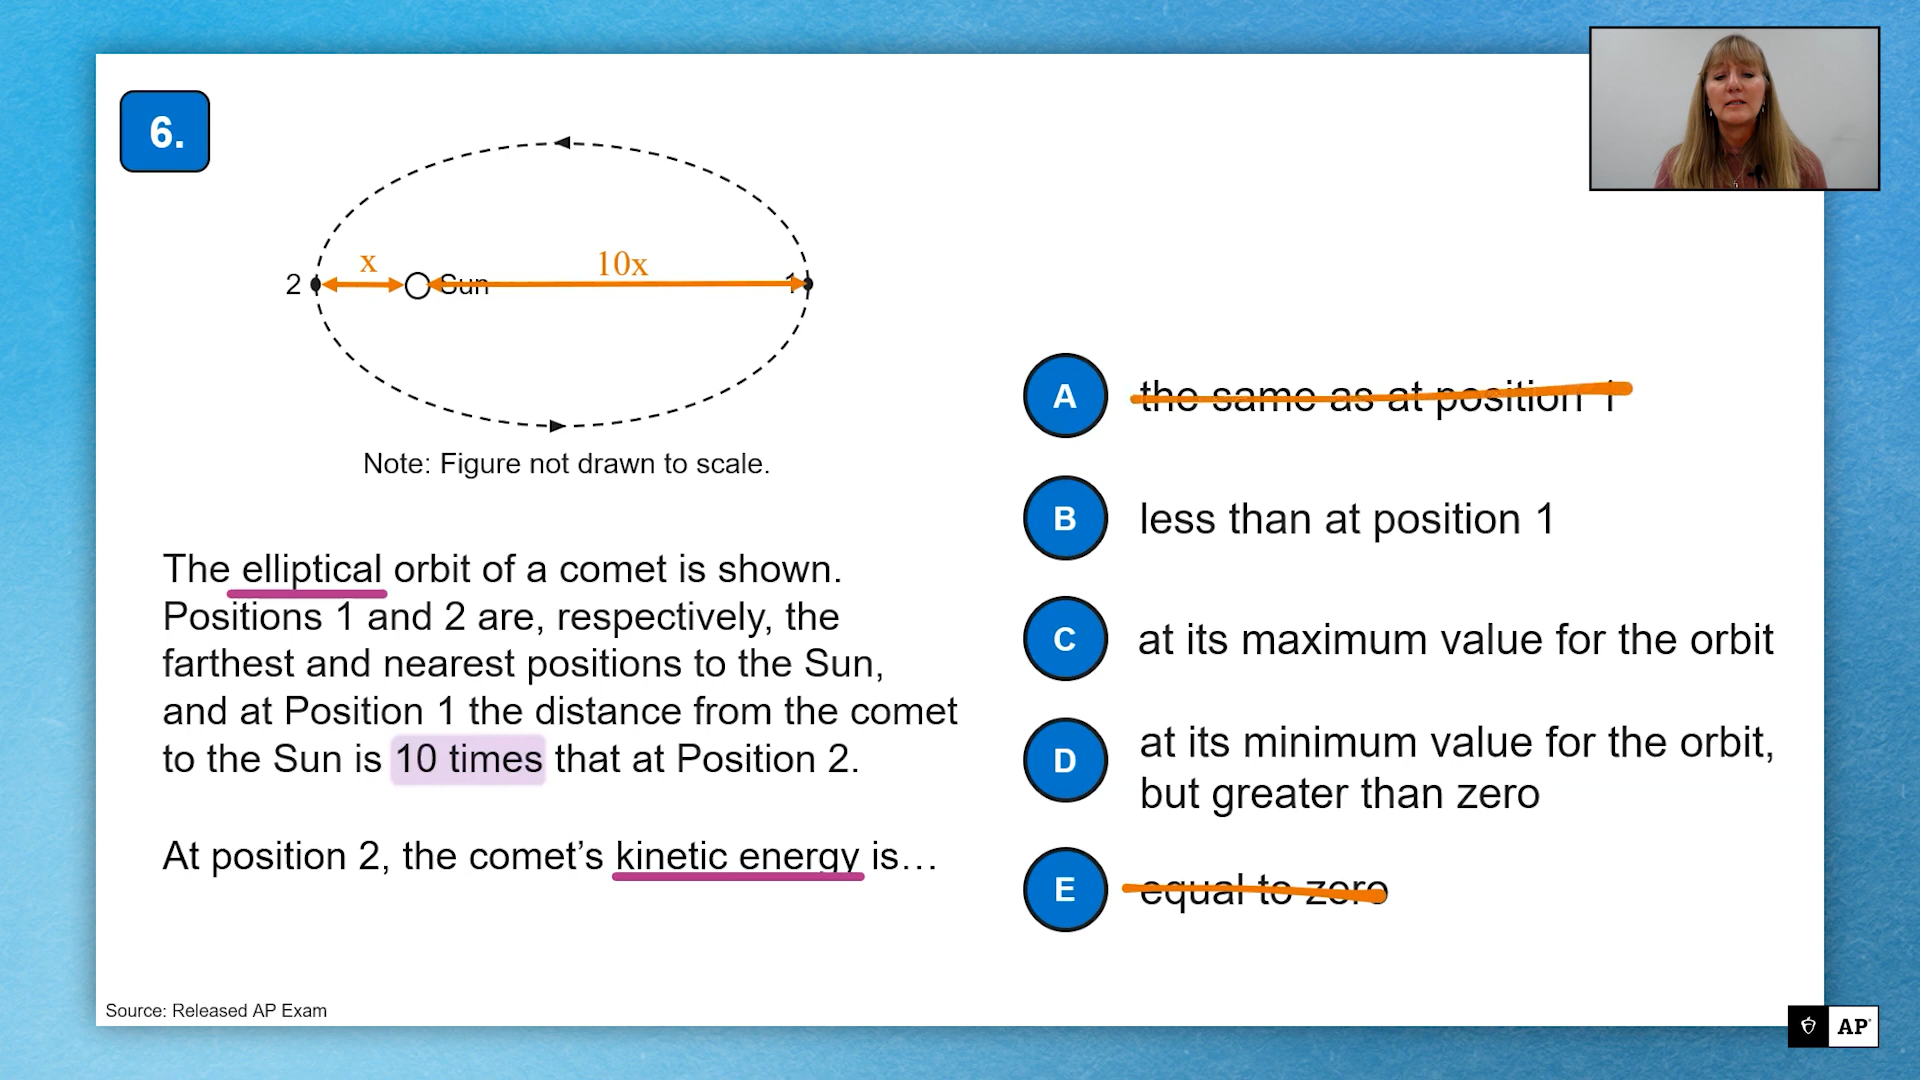 6.
x
10x
2
Sun
1
Note: Figure not drawn to scale.
The elliptical orbit of a comet is shown.
Positions 1 and 2 are, respectively, the
farthest and nearest positions to the Sun,
and at Position 1 the distance from the comet
to the Sun is 10 times that at Position 2.
At position 2, the comet’s kinetic energy is…
A the same as at position 1
B less than at position 1
C at its maximum value for the orbit
D at its minimum value for the orbit,
but greater than zero
E equal to zero
Source: Released AP Exam
AP